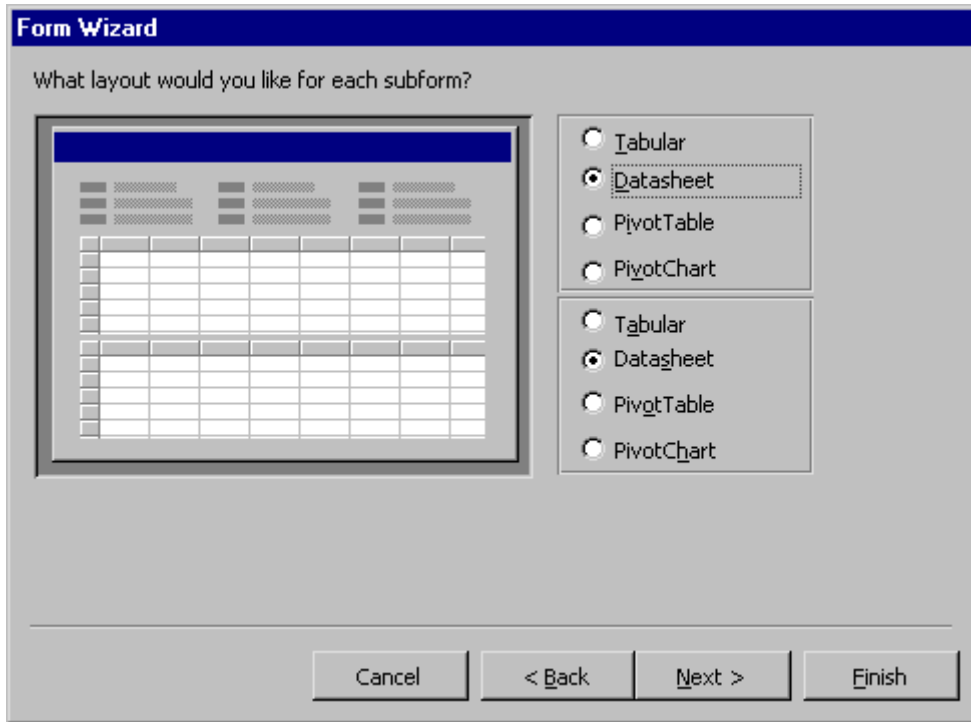 Form Wizard
What layout would you like for each subform?
Tabular
Datasheet
PivotTable
PivotChart
Tabular
Datasheet
PivotTable
PivotChart
Cancel < Back Next > Finish